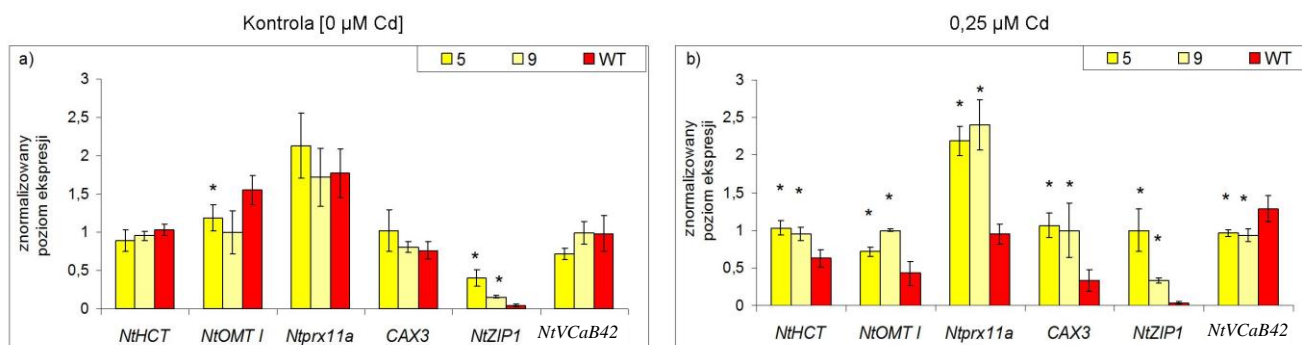 Kontrola [0 µM Cd]
a)
5 9 WT
znormalizowany
poziom ekspresji
3
2,5
2
1,5
1
0,5
0
*
* *
NtHCT NtOMT I Ntprx11a CAX3 NtZIP1 NtVCaB42
0,25 µM Cd
b)
5 9 WT
znormalizowany
poziom ekspresji
3
2,5
2
1,5
1
0,5
0
* * * * * * * * * * * *
NtHCT NtOMT I Ntprx11a CAX3 NtZIP1 NtVCaB42